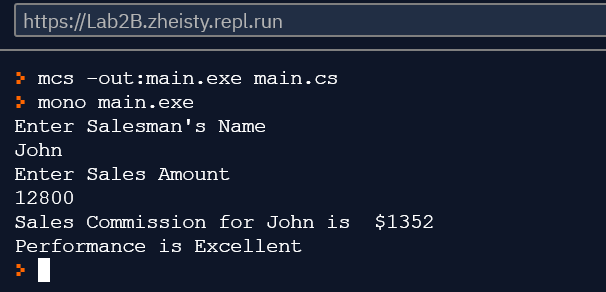 https://Lab2B.zheisty.repl.run
> mcs -out:main.exe main.cs
> mono main.exe
Enter Salesman's Name
John
Enter Sales Amount
12800
Sales Commission for John is  $1352
Performance is Excellent
>